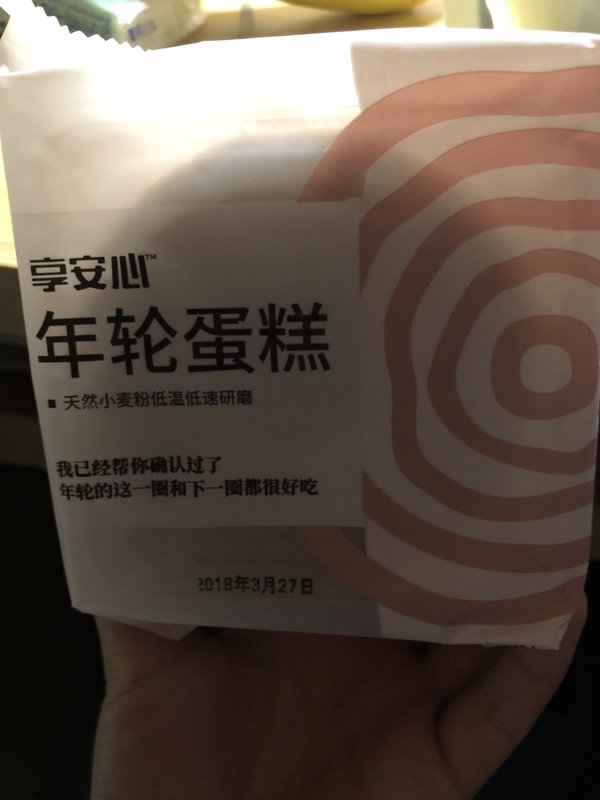 享安心™
年轮蛋糕
■ 天然小麦粉低温低速研磨
我已经帮你确认过了
年轮的这一圈和下一圈都很好吃
2018年3月27日